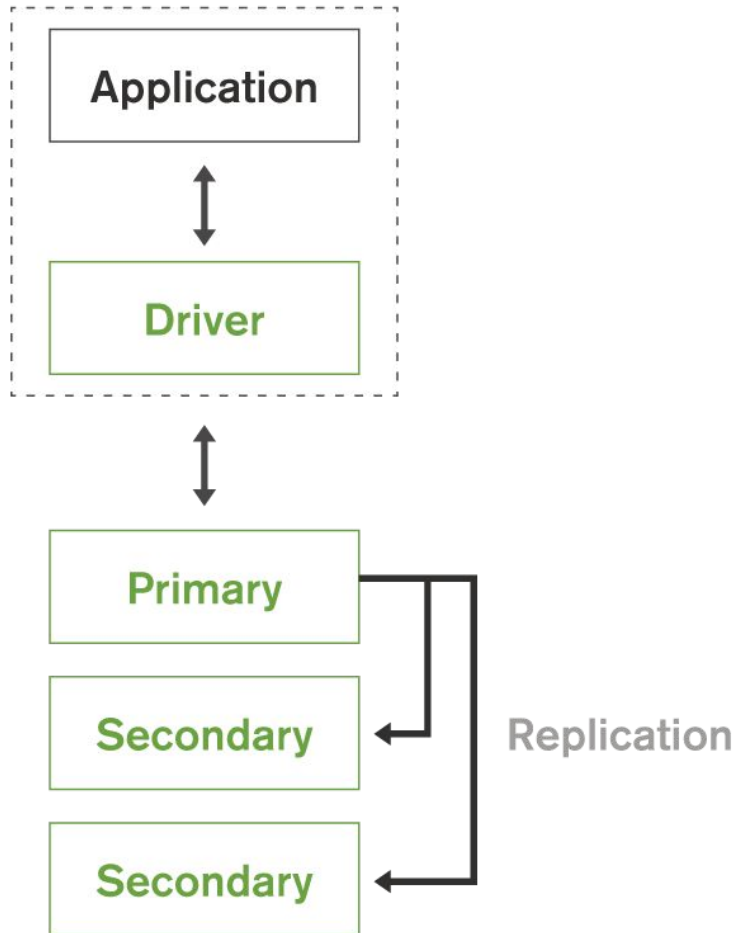 Application
Driver
Primary
Secondary
Replication
Secondary